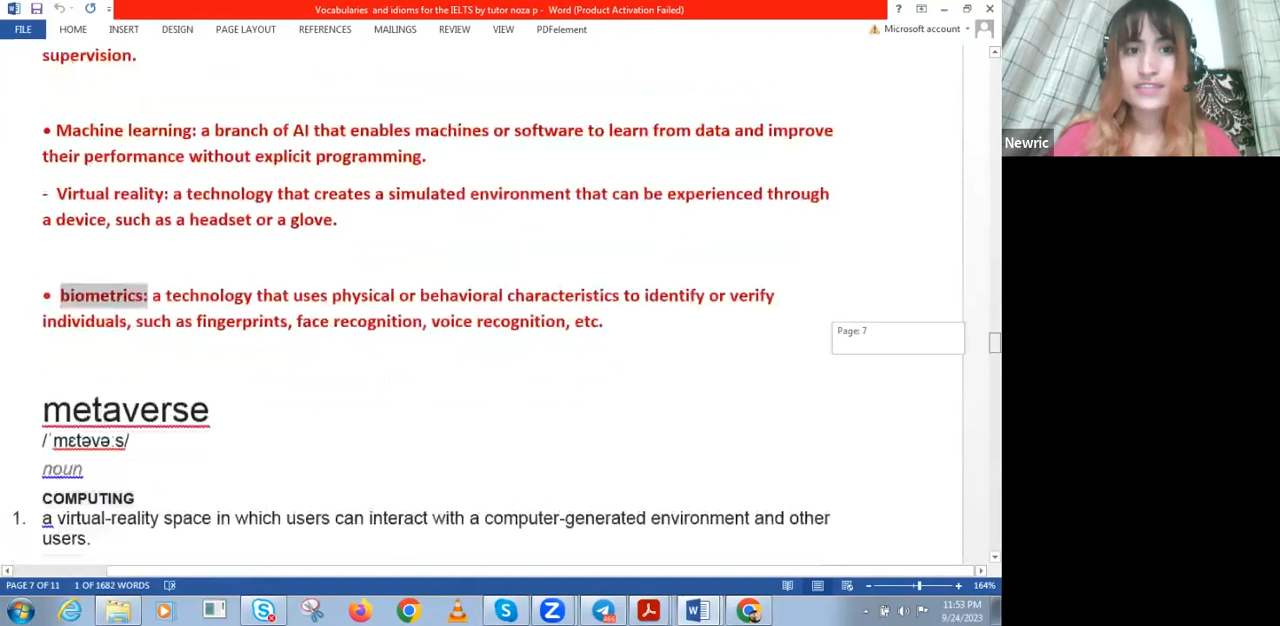 Vocabularies and idioms for the IELTS by tutor noza p - Word (Product Activation Failed)
FILE HOME INSERT DESIGN PAGE LAYOUT REFERENCES MAILINGS REVIEW VIEW PDFelement Microsoft account
supervision.
• Machine learning: a branch of AI that enables machines or software to learn from data and improve
their performance without explicit programming.
- Virtual reality: a technology that creates a simulated environment that can be experienced through
a device, such as a headset or a glove.
• biometrics: a technology that uses physical or behavioral characteristics to identify or verify
individuals, such as fingerprints, face recognition, voice recognition, etc.
Page: 7
metaverse
/ˈmɛtəvəːs/
noun
COMPUTING
1. a virtual-reality space in which users can interact with a computer-generated environment and other
users.
PAGE 7 OF 11 1 OF 1682 WORDS
164%
11:53 PM
9/24/2023
Newric